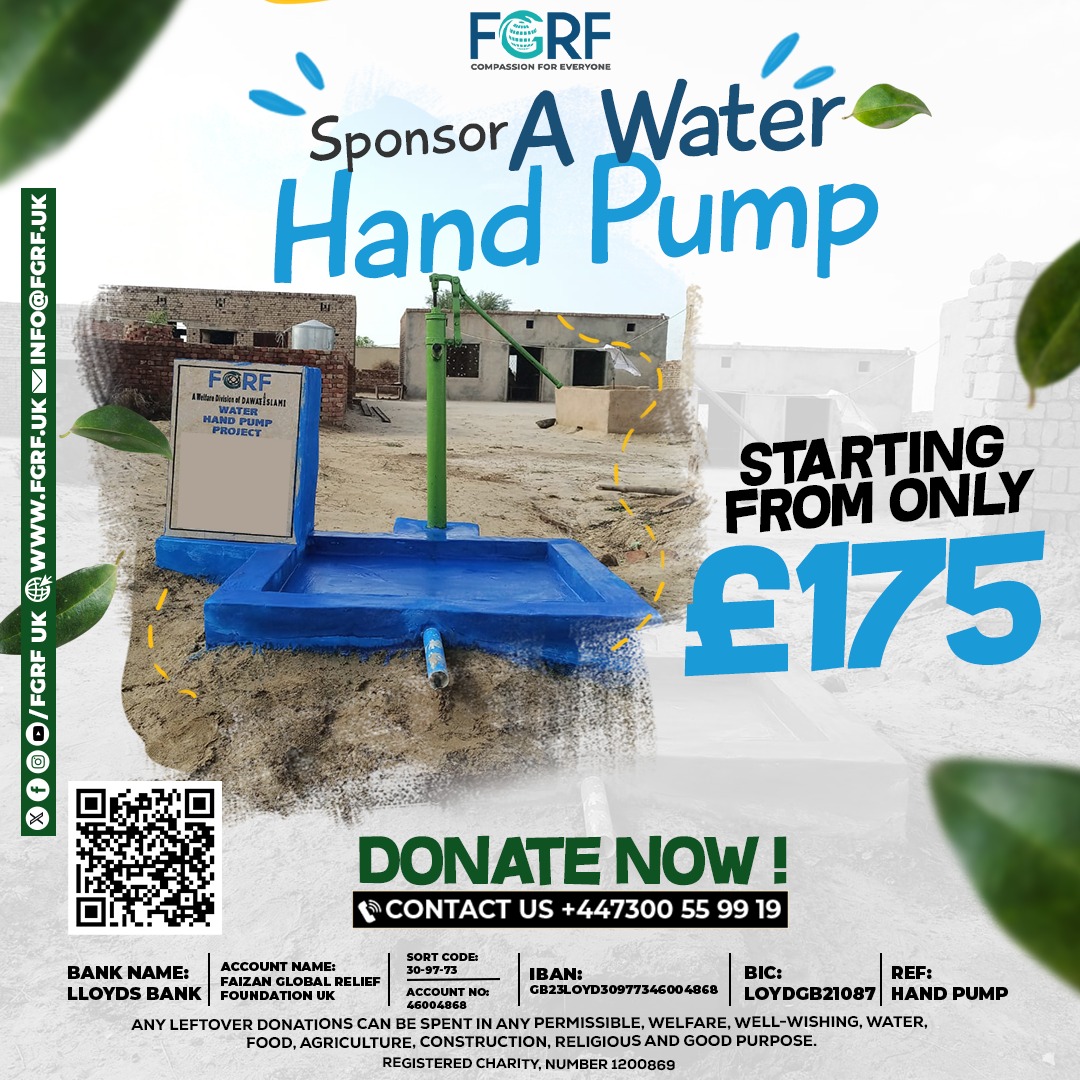 FGRF
COMPASSION FOR EVERYONE
Sponsor A Water
Hand Pump
FGRF
A Welfare Division of DAWATEISLAMI
WATER
HAND PUMP
PROJECT
STARTING
FROM ONLY
£175
/FGRF UK WWW.FGRF.UK INFO@FGRF.UK
DONATE NOW !
CONTACT US +447300 55 99 19
BANK NAME:
LLOYDS BANK
ACCOUNT NAME:
FAIZAN GLOBAL RELIEF
FOUNDATION UK
SORT CODE:
30-97-73
ACCOUNT NO:
46004868
IBAN:
GB23LOYD30977346004868
BIC:
LOYDGB21087
REF:
HAND PUMP
ANY LEFTOVER DONATIONS CAN BE SPENT IN ANY PERMISSIBLE, WELFARE, WELL-WISHING, WATER,
FOOD, AGRICULTURE, CONSTRUCTION, RELIGIOUS AND GOOD PURPOSE.
REGISTERED CHARITY, NUMBER 1200869